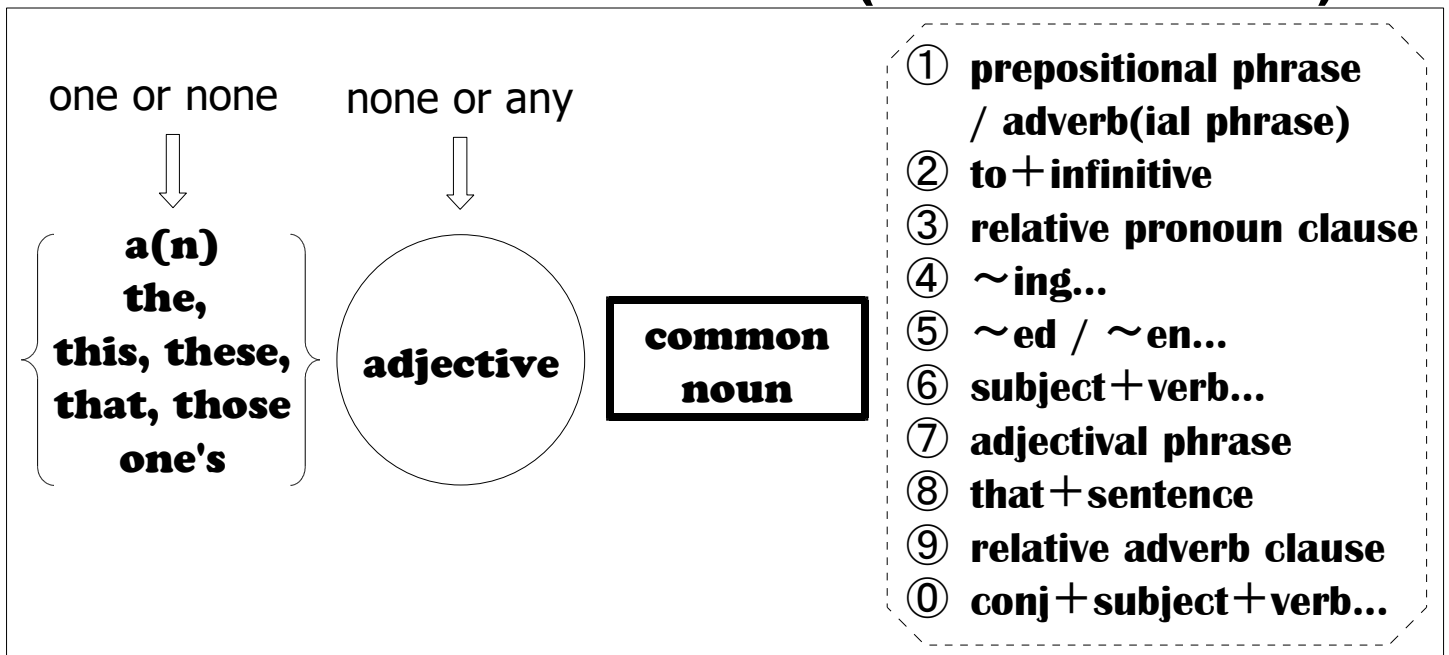 one or none
none or any
a(n)
the,
this, these,
that, those
one's
adjective
common
noun
① prepositional phrase
/ adverb(ial phrase)
② to＋infinitive
③ relative pronoun clause
④ ～ing...
⑤ ～ed / ～en...
⑥ subject＋verb...
⑦ adjectival phrase
⑧ that＋sentence
⑨ relative adverb clause
⓪ conj＋subject＋verb...